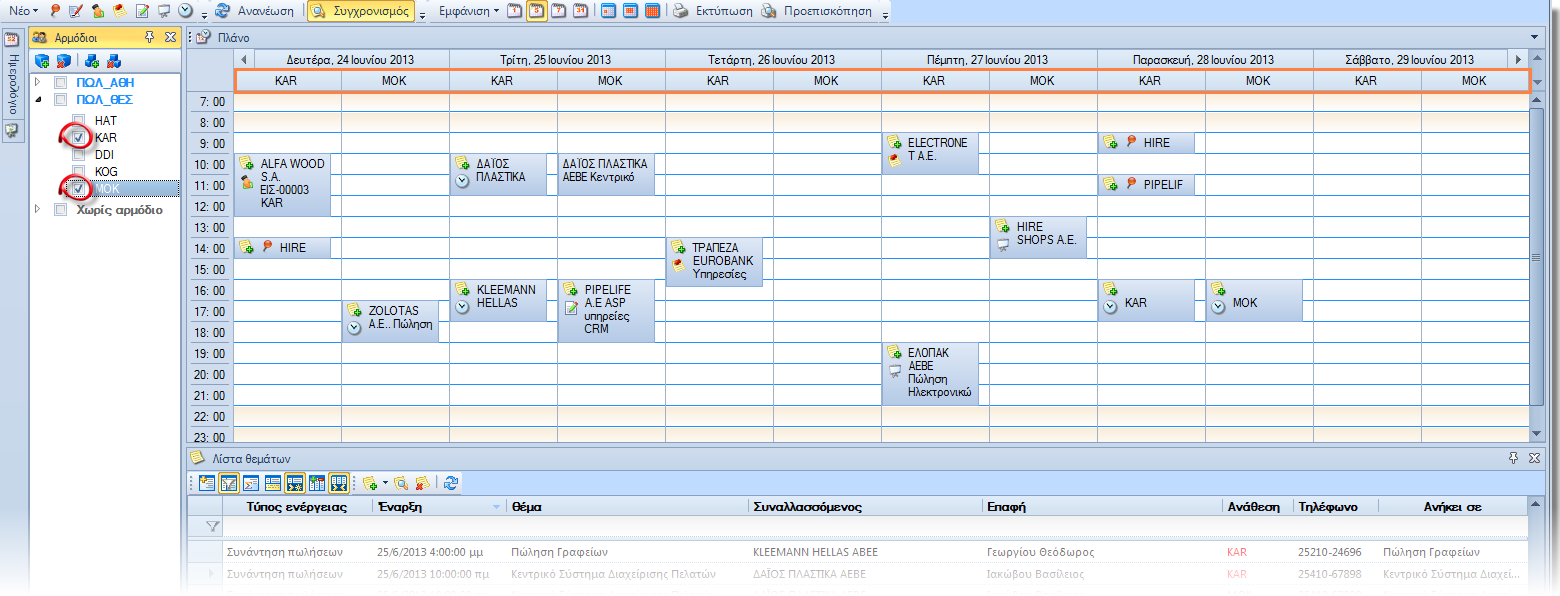 Νέο Ανανέωση Συγχρονισμός Εμφάνιση 1 5 7 31 Εκτύπωση Προεπισκόπηση
Ημερολόγιο
Αρμόδιοι
ΠΩΛ_ΑΘΗ
ΠΩΛ_ΘΕΣ
HAT
KAR
DDI
KOG
MOK
Χωρίς αρμόδιο
Πλάνο
Δευτέρα, 24 Ιουνίου 2013 Τρίτη, 25 Ιουνίου 2013 Τετάρτη, 26 Ιουνίου 2013 Πέμπτη, 27 Ιουνίου 2013 Παρασκευή, 28 Ιουνίου 2013 Σάββατο, 29 Ιουνίου 2013
KAR MOK KAR MOK KAR MOK KAR MOK KAR MOK KAR MOK
7: 00
8: 00
9: 00
10: 00
11: 00
12: 00
13: 00
14: 00
15: 00
16: 00
17: 00
18: 00
19: 00
20: 00
21: 00
22: 00
23: 00
ALFA WOOD
S.A.
ΕΙΣ-00003
KAR
HIRE
ZOLOTAS
Α.Ε.. Πώληση
ΔΑΪΟΣ
ΠΛΑΣΤΙΚΑ
KLEEMANN
HELLAS
ΔΑΪΟΣ ΠΛΑΣΤΙΚΑ
ΑΕΒΕ Κεντρικό
PIPELIFE
Α.Ε ASP
υπηρείες
CRM
ΤΡΑΠΕΖΑ
EUROBANK
Υπηρεσίες
ELECTRONE
T A.E.
ΕΛΟΠΑΚ
ΑΕΒΕ
Πώληση
Ηλεκτρονικώ
HIRE
SHOPS A.E.
HIRE
PIPELIF
KAR
MOK
Λίστα θεμάτων
Τύπος ενέργειας Έναρξη Θέμα Συναλλασσόμενος Επαφή Ανάθεση Τηλέφωνο Ανήκει σε
Συνάντηση πωλήσεων 25/6/2013 4:00:00 μμ Πώληση Γραφείων KLEEMANN HELLAS ABEE Γεωργίου Θεόδωρος KAR 25210-24696 Πώληση Γραφείων
Συνάντηση πωλήσεων 25/6/2013 10:00:00 πμ Κεντρικό Σύστημα Διαχείρισης Πελατών ΔΑΪΟΣ ΠΛΑΣΤΙΚΑ ΑΕΒΕ Ιακώβου Βασίλειος KAR 25410-67898 Κεντρικό Σύστημα Διαχεί...